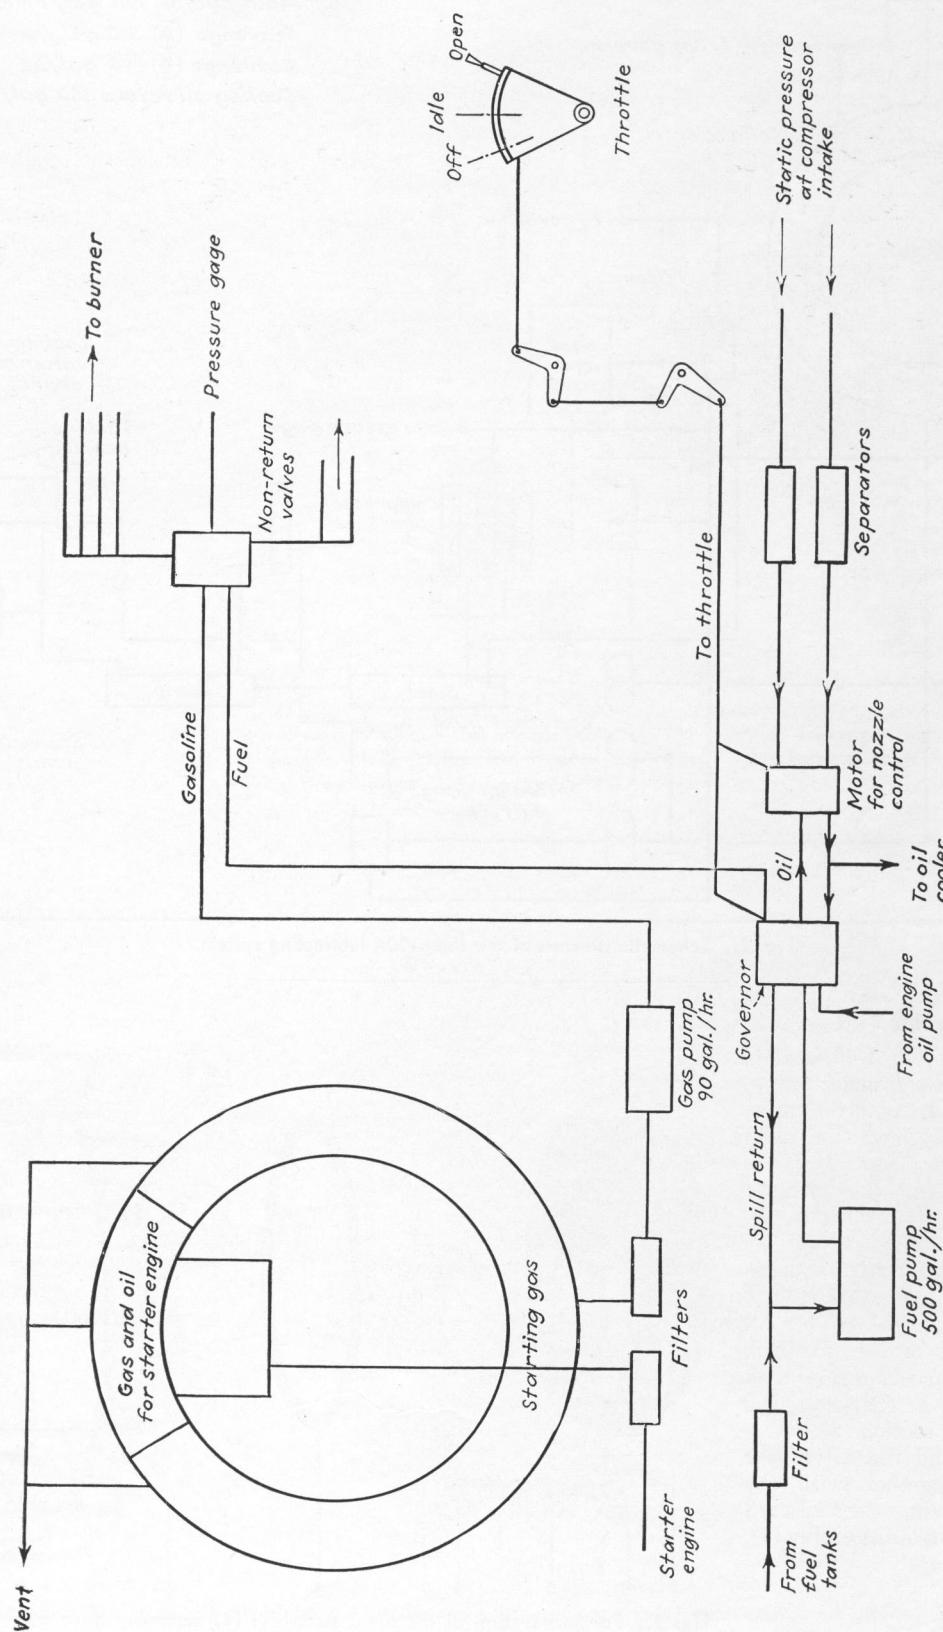 Vent
Gas and oil
for starter engine
Starting gas
Starter
engine
Filters
Gas pump
90 gal./hr.
Gasoline
Fuel
To burner
Pressure gage
Non-return
valves
Off
Idle
Open
Throttle
To throttle
From
fuel
tanks
Filter
Spill return
Fuel pump
500 gal./hr.
Governor
From engine
oil pump
Oil
To oil
cooler
Motor
for nozzle
control
Separators
Static pressure
at compressor
intake